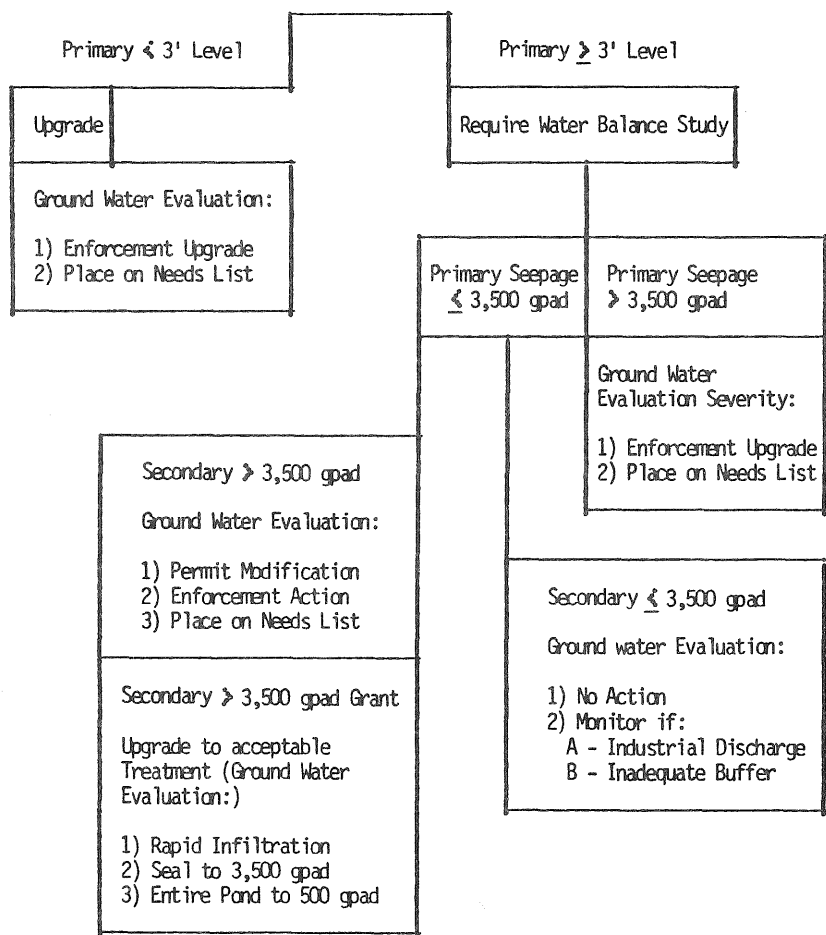 Primary < 3' Level
Primary ≥ 3' Level
Upgrade
Require Water Balance Study
Ground Water Evaluation:
1) Enforcement Upgrade
2) Place on Needs List
Primary Seepage
≤ 3,500 gpad
Primary Seepage
> 3,500 gpad
Ground Water
Evaluation Severity:
1) Enforcement Upgrade
2) Place on Needs List
Secondary > 3,500 gpad
Ground Water Evaluation:
1) Permit Modification
2) Enforcement Action
3) Place on Needs List
Secondary ≤ 3,500 gpad
Ground water Evaluation:
1) No Action
2) Monitor if:
A - Industrial Discharge
B - Inadequate Buffer
Secondary > 3,500 gpad Grant
Upgrade to acceptable
Treatment (Ground Water
Evaluation:)
1) Rapid Infiltration
2) Seal to 3,500 gpad
3) Entire Pond to 500 gpad